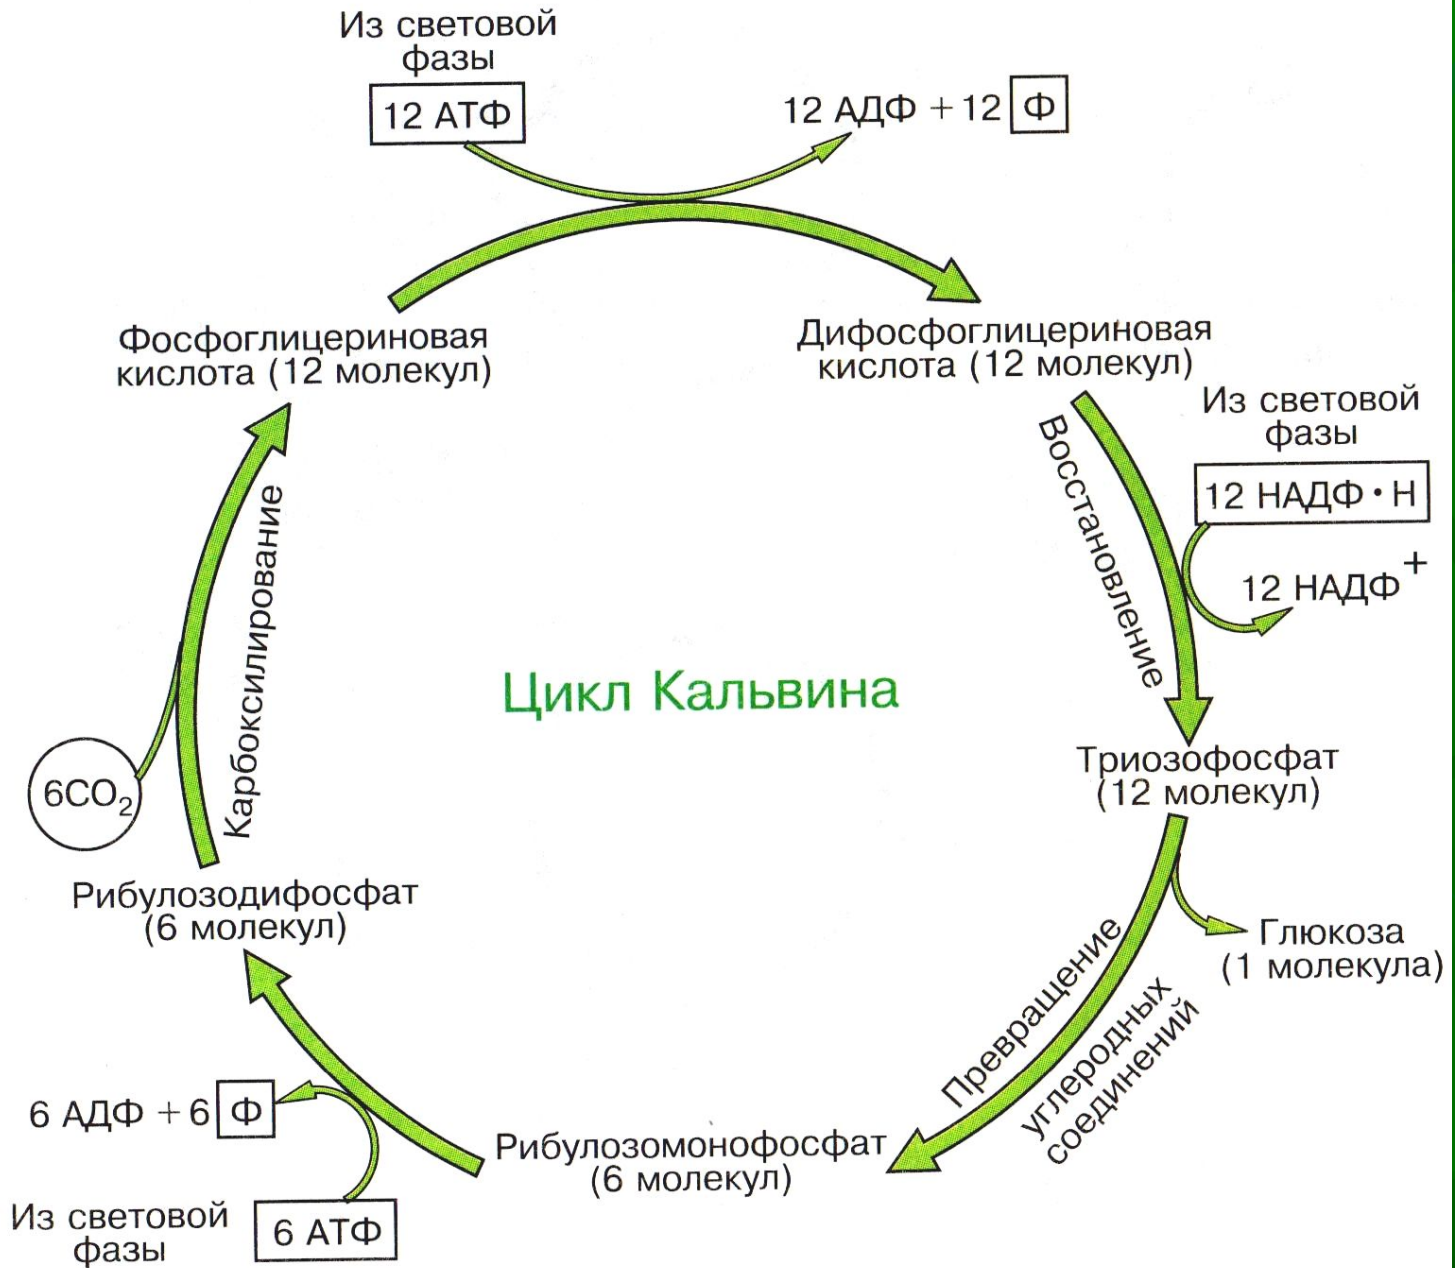 Из световой
фазы
12 АТФ
12 АДФ + 12 Ф
Фосфоглицериновая
кислота (12 молекул)
Дифосфоглицериновая
кислота (12 молекул)
Восстановление
Из световой
фазы
12 НАДФ • Н
12 НАДФ⁺
Карбоксилирование
6CO₂
Цикл Кальвина
Триозофосфат
(12 молекул)
Рибулозодифосфат
(6 молекул)
Глюкоза
(1 молекула)
Превращение
углеродных
соединений
6 АДФ + 6 Ф
Рибулозомонофосфат
(6 молекул)
Из световой
фазы
6 АТФ